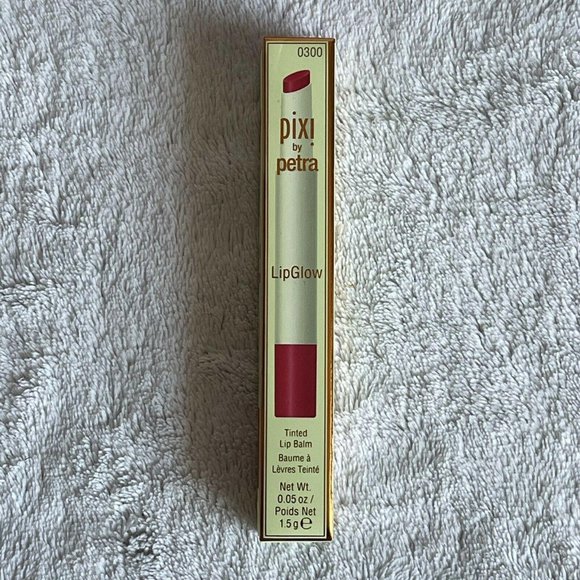 0300
pixi
by
petra
LipGlow
Tinted
Lip Balm
Baume à
Lèvres Teinté
Net Wt.
0.05 oz /
Poids Net
1.5 g ℮